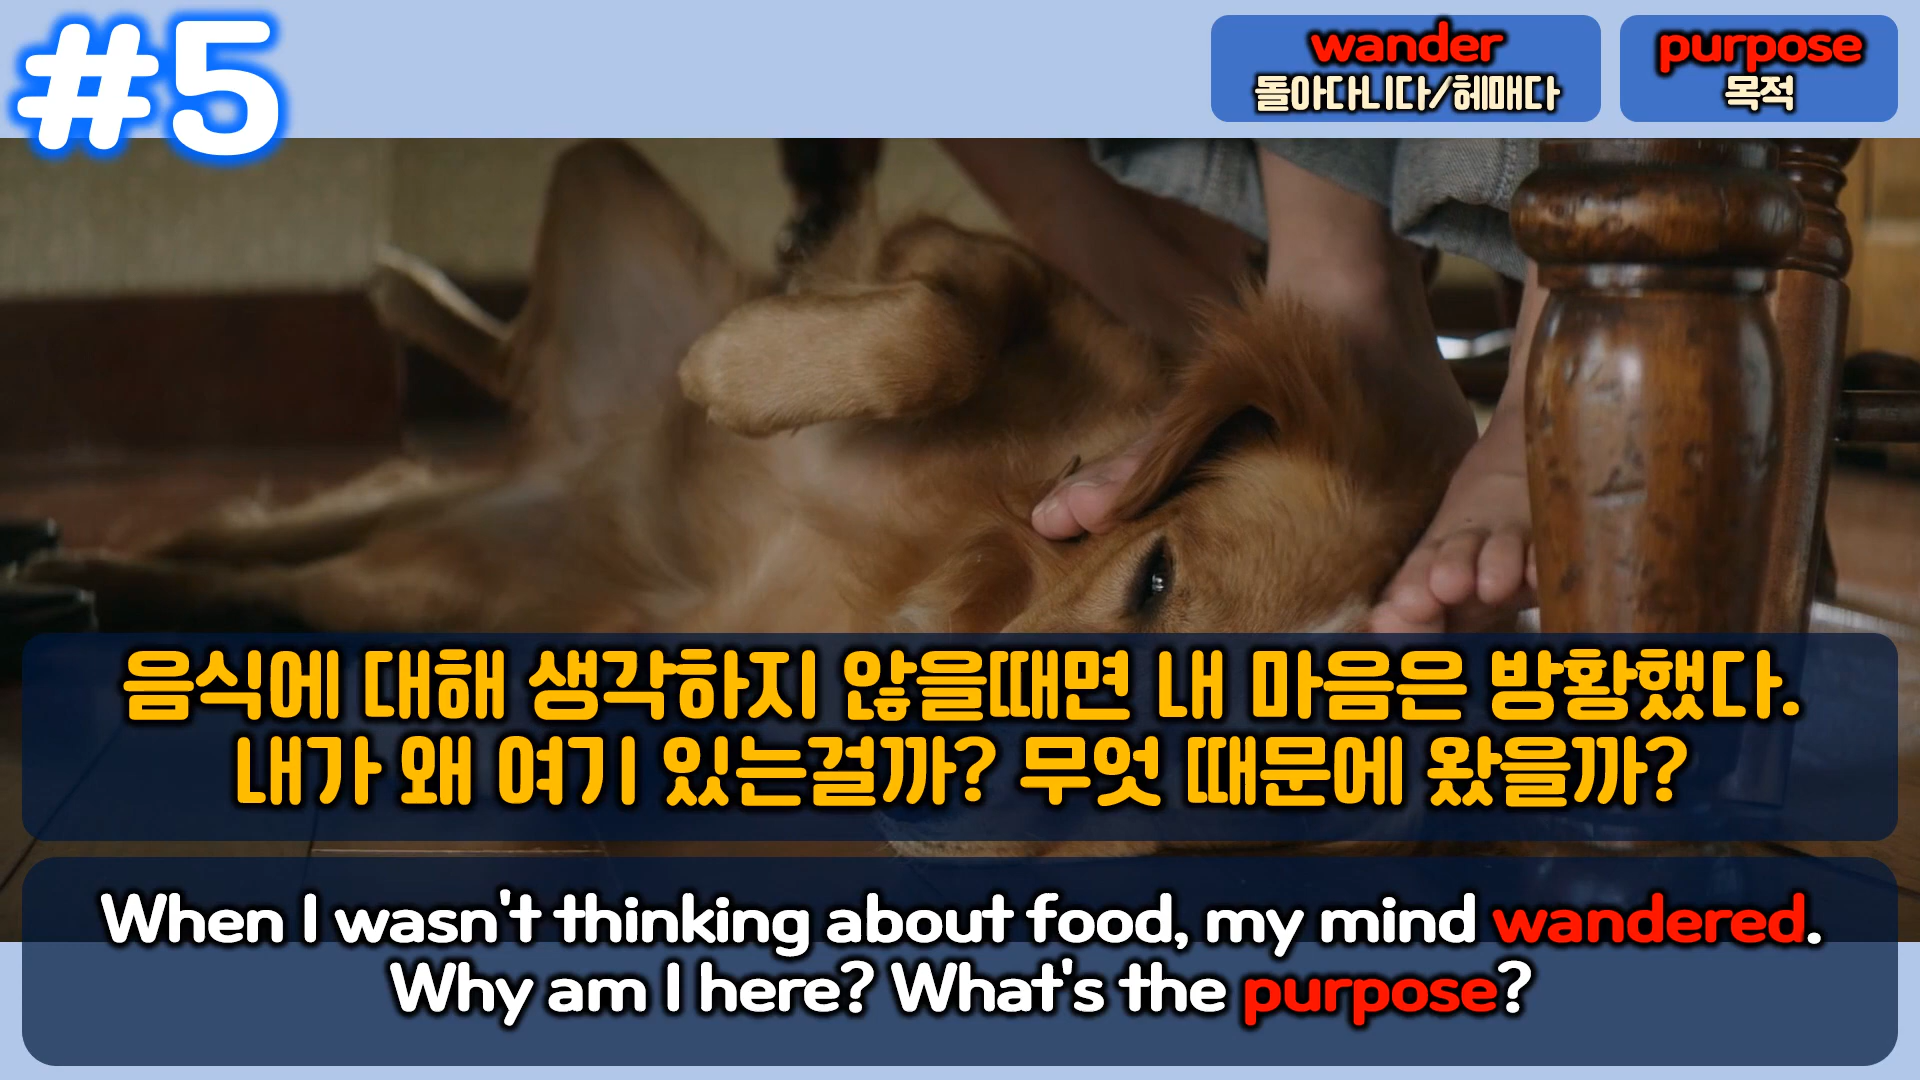 #5
wander
돌아다니다/헤매다
purpose
목적
음식에 대해 생각하지 않을때면 내 마음은 방황했다.
내가 왜 여기 있는걸까? 무엇 때문에 왔을까?
When I wasn't thinking about food, my mind wandered.
Why am I here? What's the purpose?